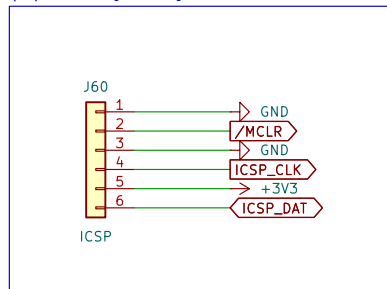 J60
1 GND
2 /MCLR
3 GND
4 ICSP_CLK
5 +3V3
6 ICSP_DAT
ICSP